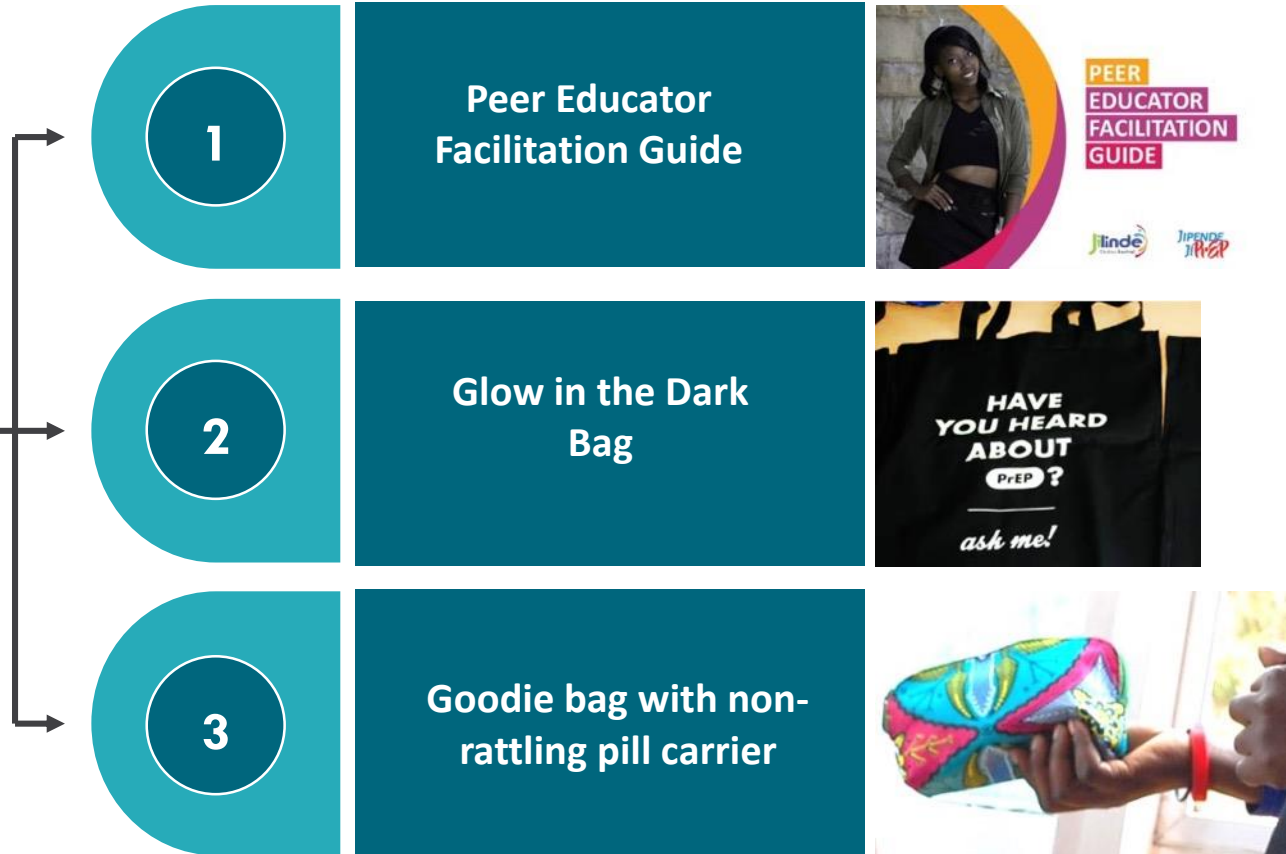 1
Peer Educator
Facilitation Guide
PEER
EDUCATOR
FACILITATION
GUIDE
Jilinde
JIPENDE
JIPrEP
2
Glow in the Dark
Bag
HAVE
YOU HEARD
ABOUT
PrEP ?
ask me!
3
Goodie bag with non-
rattling pill carrier